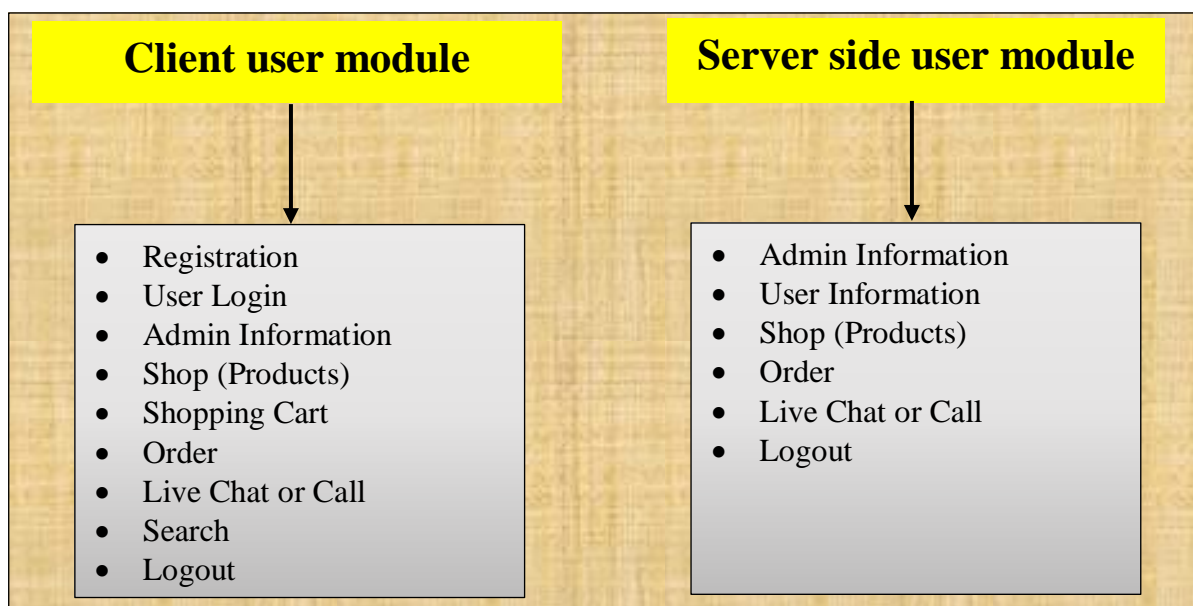 Client user module
• Registration
• User Login
• Admin Information
• Shop (Products)
• Shopping Cart
• Order
• Live Chat or Call
• Search
• Logout
Server side user module
• Admin Information
• User Information
• Shop (Products)
• Order
• Live Chat or Call
• Logout